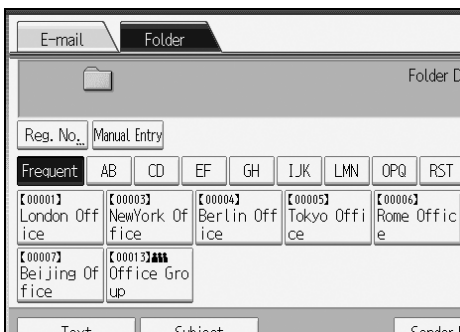 E-mail Folder
Folder D
Reg. No. Manual Entry
Frequent AB CD EF GH IJK LMN OPQ RST
【00001】 【00003】 【00004】 【00005】 【00006】
London Off NewYork Of Berlin Off Tokyo Offi Rome Offic
ice fice ice ce e
【00007】 【00013】
Beijing Of Office Gro
fice up
Text Subject Sender